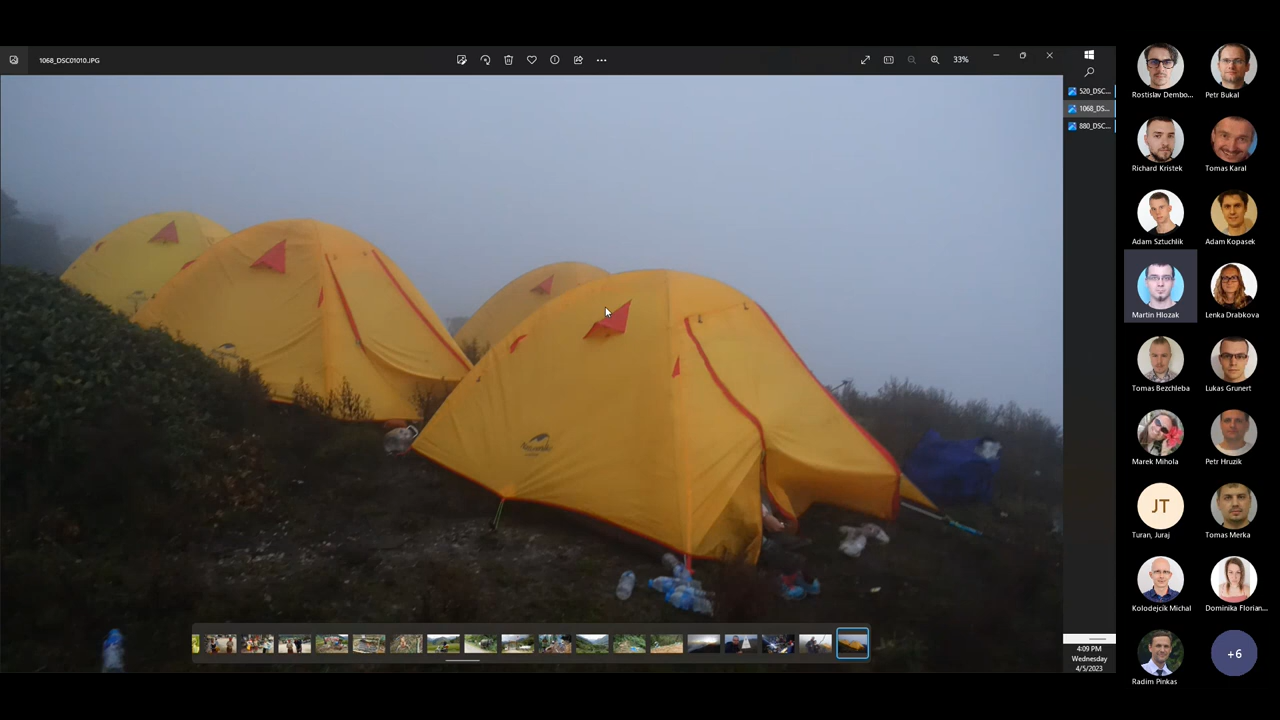 1068_DSC01010.JPG
33%
520_DSC...
1068_DS...
880_DSC...
4:09 PM
Wednesday
4/5/2023
Rostislav Dembo...
Petr Bukal
Richard Kristek
Tomas Karal
Adam Sztuchlik
Adam Kopasek
Martin Hlozak
Lenka Drabkova
Tomas Bezchleba
Lukas Grunert
Marek Mihola
Petr Hruzik
JT
Turan, Juraj
Tomas Merka
Kolodejcík Michal
Dominika Florian...
Radim Pinkas
+6